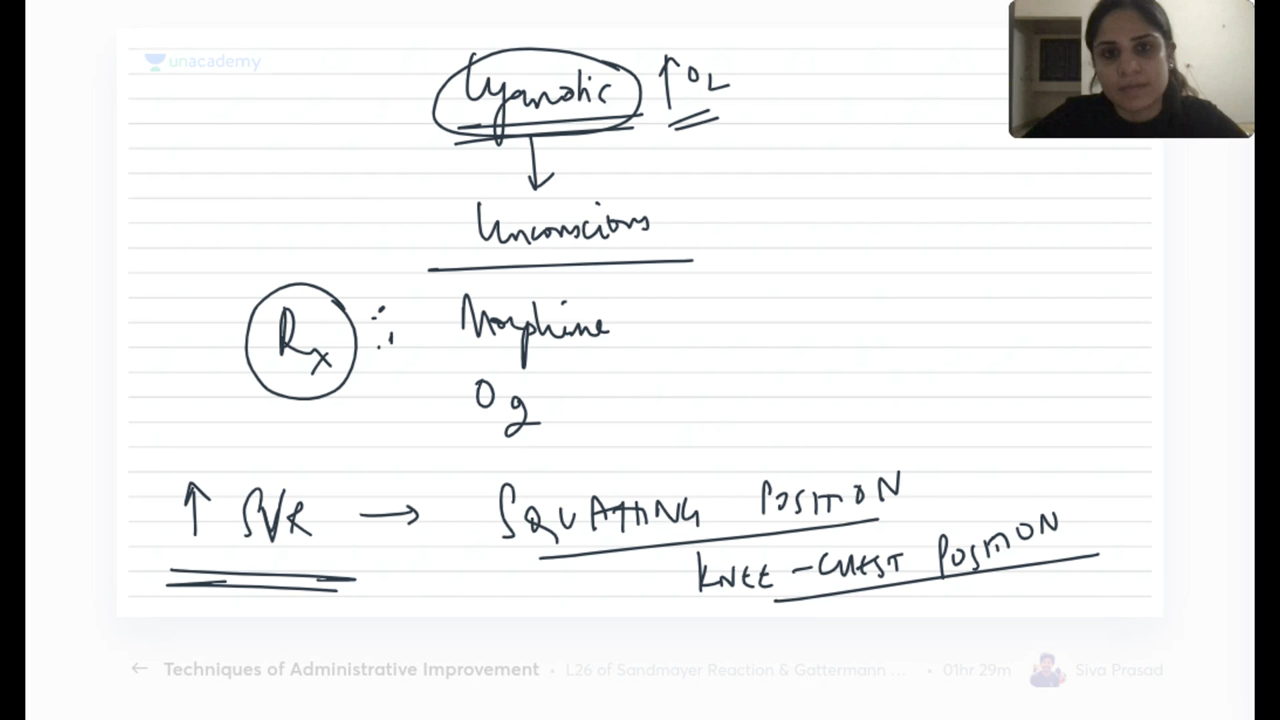 unacademy
Cyanotic ↑O2
↓
Unconscious
Rx : Morphine
O2
↑ SVR → SQUATTING POSITION
KNEE-CHEST POSITION
← Techniques of Administrative Improvement • L26 of Sandmayer Reaction & Gattermann ... • 01hr 29m Siva Prasad